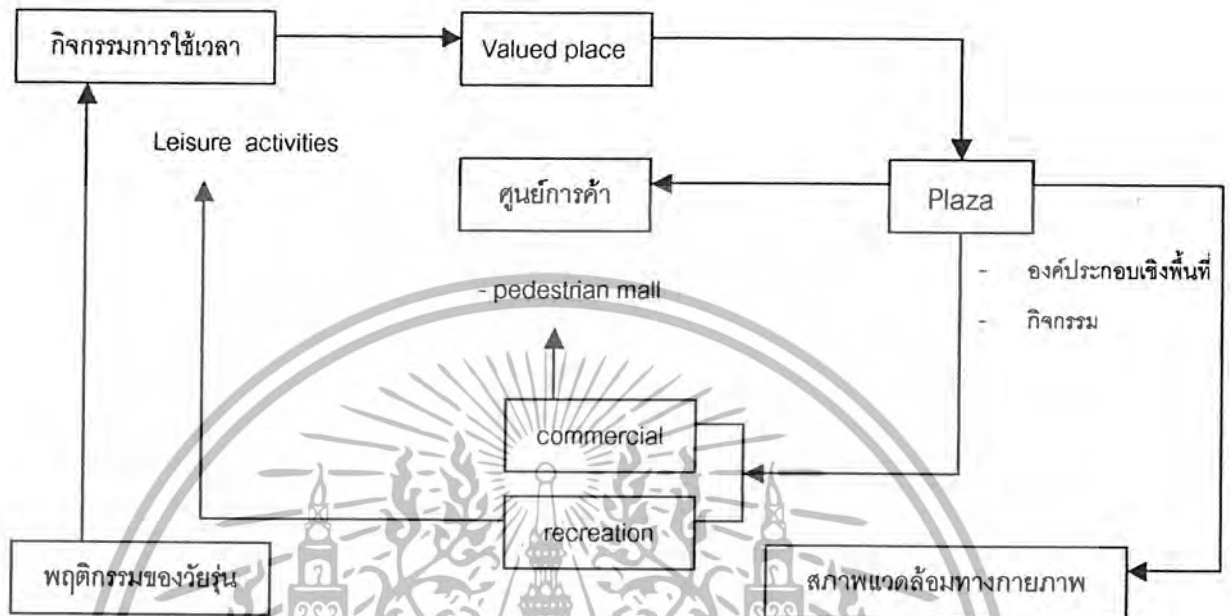 กิจกรรมการใช้เวลา
Valued place
Leisure activities
ศูนย์การค้า
Plaza
- องค์ประกอบเชิงพื้นที่
- กิจกรรม
- pedestrian mall
commercial
recreation
พฤติกรรมของวัยรุ่น
สภาพแวดล้อมทางกายภาพ